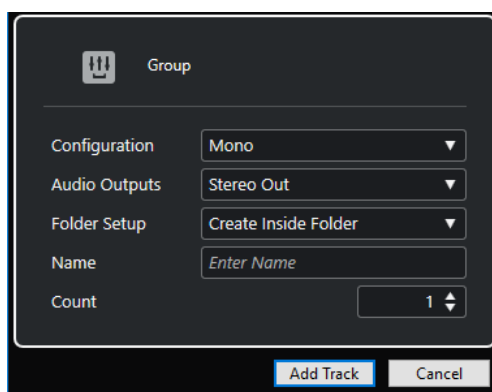 Group
Configuration Mono
Audio Outputs Stereo Out
Folder Setup Create Inside Folder
Name Enter Name
Count 1
Add Track Cancel